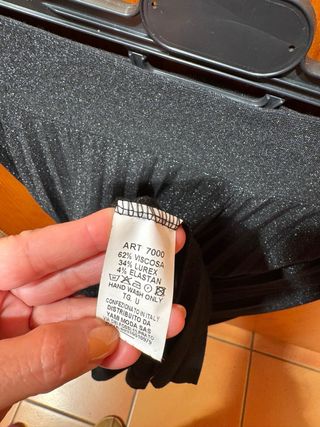 ART 7000
62% VISCOSA
34% LUREX
4% ELASTAN
HAND WASH ONLY
TG. U
CONFEZIONATO IN ITALY
DISTRIBUITO DA
YAMI MODA SAS